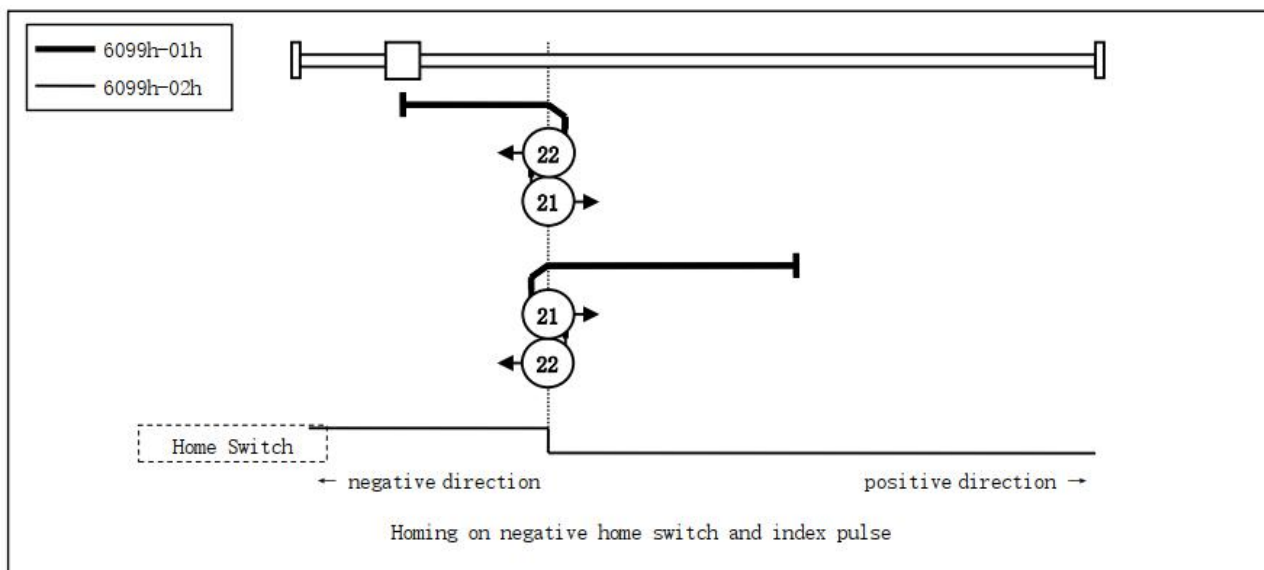 6099h-01h
6099h-02h
22
21
21
22
Home Switch
← negative direction
positive direction →
Homing on negative home switch and index pulse